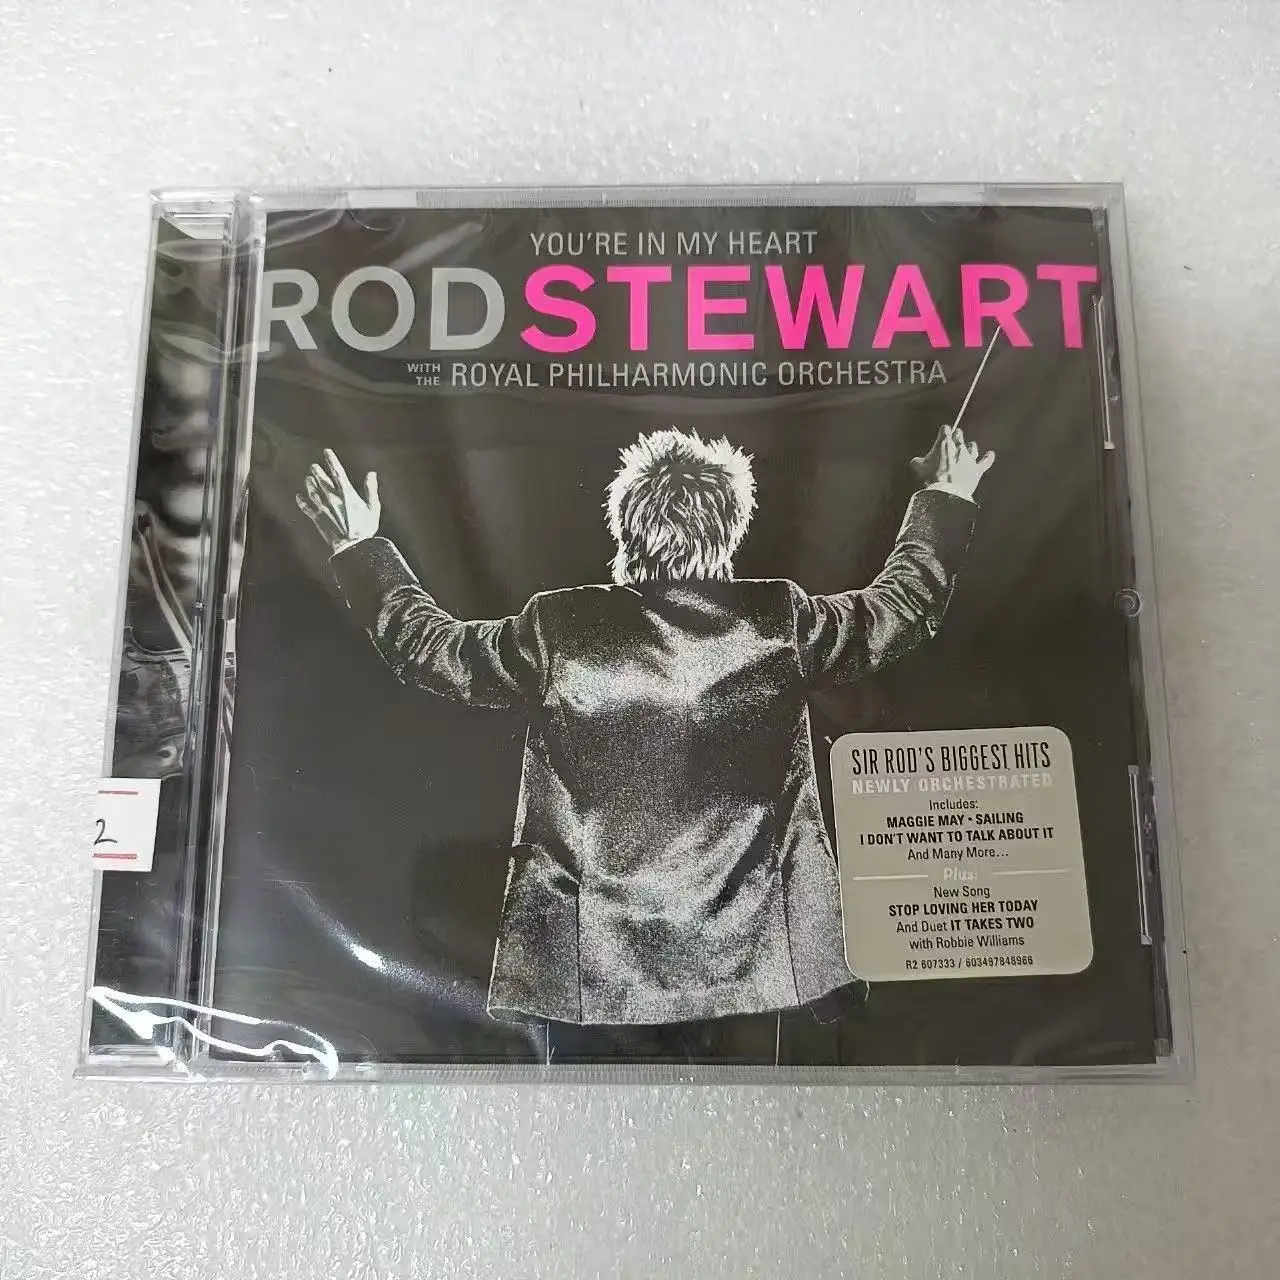 YOU'RE IN MY HEART
ROD STEWART
WITH THE ROYAL PHILHARMONIC ORCHESTRA
SIR ROD'S BIGGEST HITS
NEWLY ORCHESTRATED
Includes:
MAGGIE MAY • SAILING
I DON'T WANT TO TALK ABOUT IT
And Many More...
Plus:
New Song
STOP LOVING HER TODAY
And Duet IT TAKES TWO
with Robbie Williams
R2 607333 / 603497848966
2